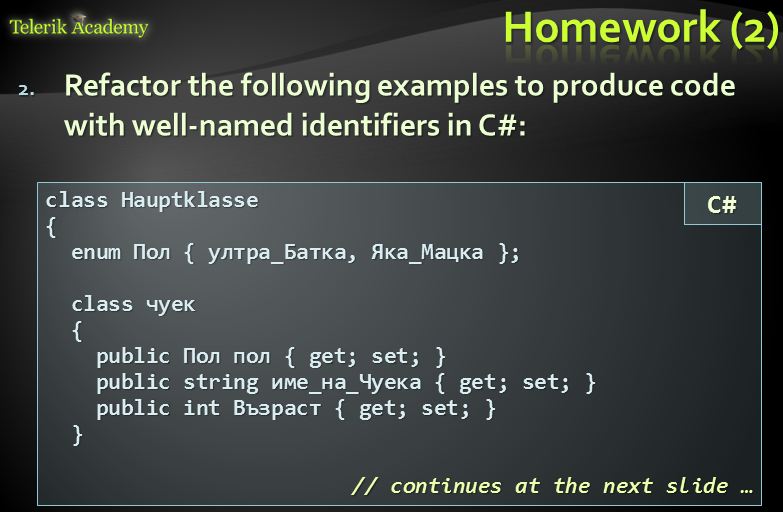 Telerik Academy
Homework (2)
2. Refactor the following examples to produce code
with well-named identifiers in C#:
C#
class Hauptklasse
{
enum Пол { ултра_Батка, Яка_Мацка };
class чуек
{
public Пол пол { get; set; }
public string име_на_Чуека { get; set; }
public int Възраст { get; set; }
}
// continues at the next slide …